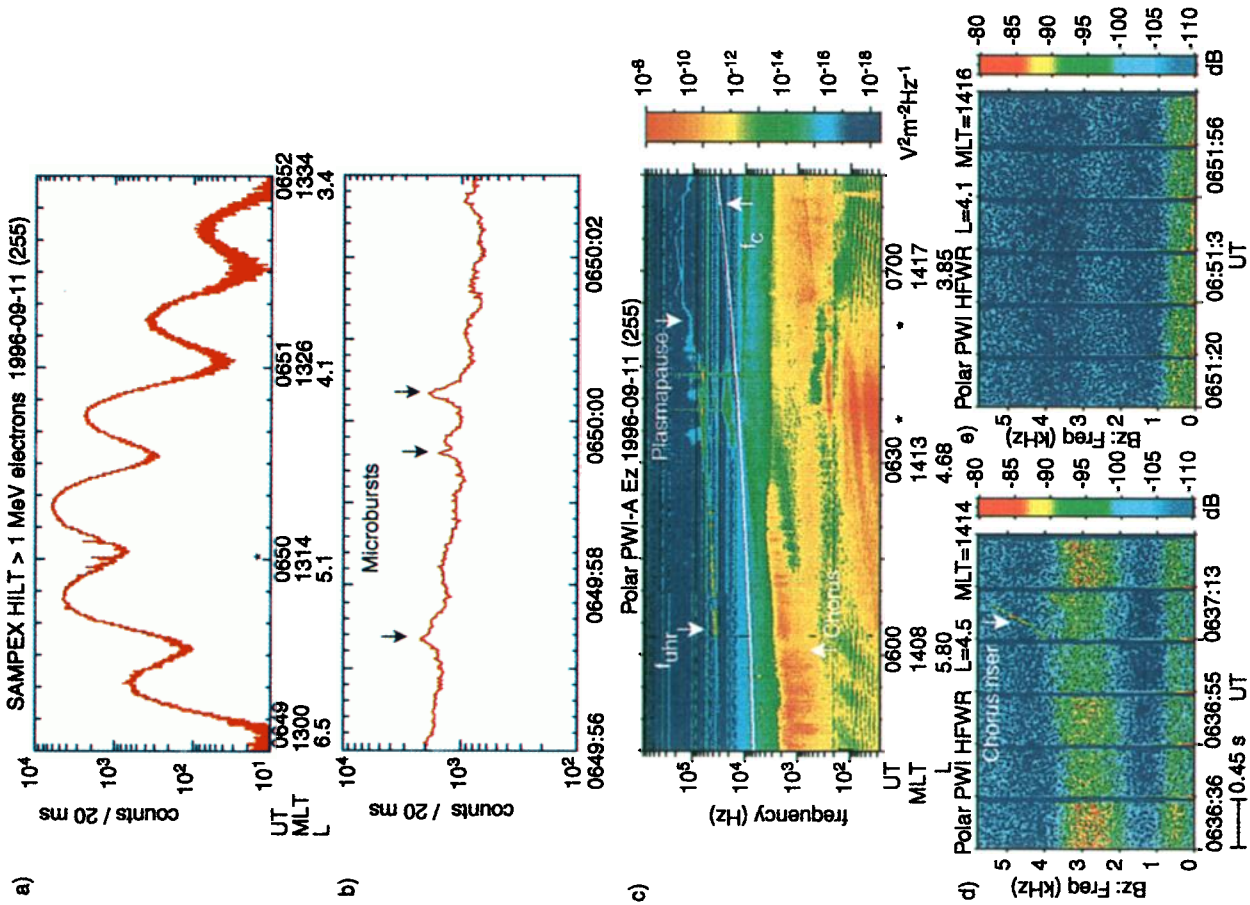 a)
SAMPEX HILT > 1 MeV electrons 1996-09-11 (255)
counts / 20 ms
10^4
10^3
10^2
10^1
UT 0649 0650 0651 0652
MLT 1300 1314 1326 1334
L 6.5 5.1 4.1 3.4
*
b)
counts / 20 ms
10^4
10^3
10^2
Microbursts
0649:56 0649:58 0650:00 0650:02
c)
Polar PWI-A Ez 1996-09-11 (255)
frequency (Hz)
10^5
10^4
10^3
10^2
f_uhr
Plasmapause
f_c
Chorus
10^-8
10^-10
10^-12
10^-14
10^-16
10^-18
V^2m^-2Hz^-1
UT 0600 0630 * * 0700
MLT 1408 1413 1417
L 5.80 4.68 3.85
d)
Polar PWI HFWR L=4.5 MLT=1414
Bz: Freq (kHz)
5
4
3
2
1
0
Chorus riser
0636:36 0636:55 0637:13
UT
0.45 s
-80
-85
-90
-95
-100
-105
-110
dB
e)
Polar PWI HFWR L=4.1 MLT=1416
Bz: Freq (kHz)
5
4
3
2
1
0
0651:20 06:51:3 0651:56
UT
-80
-85
-90
-95
-100
-105
-110
dB